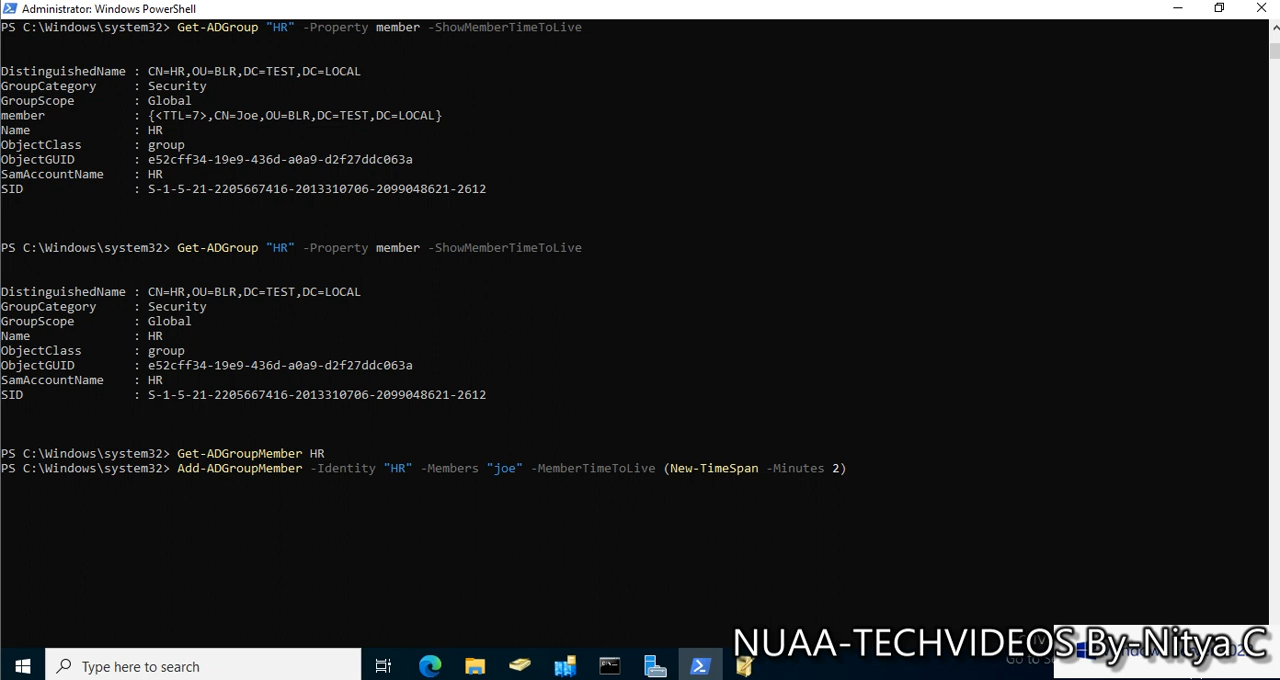 Administrator: Windows PowerShell
PS C:\Windows\system32> Get-ADGroup "HR" -Property member -ShowMemberTimeToLive
DistinguishedName : CN=HR,OU=BLR,DC=TEST,DC=LOCAL
GroupCategory : Security
GroupScope : Global
member : {<TTL=7>,CN=Joe,OU=BLR,DC=TEST,DC=LOCAL}
Name : HR
ObjectClass : group
ObjectGUID : e52cff34-19e9-436d-a0a9-d2f27ddc063a
SamAccountName : HR
SID : S-1-5-21-2205667416-2013310706-2099048621-2612
PS C:\Windows\system32> Get-ADGroup "HR" -Property member -ShowMemberTimeToLive
DistinguishedName : CN=HR,OU=BLR,DC=TEST,DC=LOCAL
GroupCategory : Security
GroupScope : Global
Name : HR
ObjectClass : group
ObjectGUID : e52cff34-19e9-436d-a0a9-d2f27ddc063a
SamAccountName : HR
SID : S-1-5-21-2205667416-2013310706-2099048621-2612
PS C:\Windows\system32> Get-ADGroupMember HR
PS C:\Windows\system32> Add-ADGroupMember -Identity "HR" -Members "joe" -MemberTimeToLive (New-TimeSpan -Minutes 2)
NUAA-TECHVIDEOS By-Nitya C
Type here to search